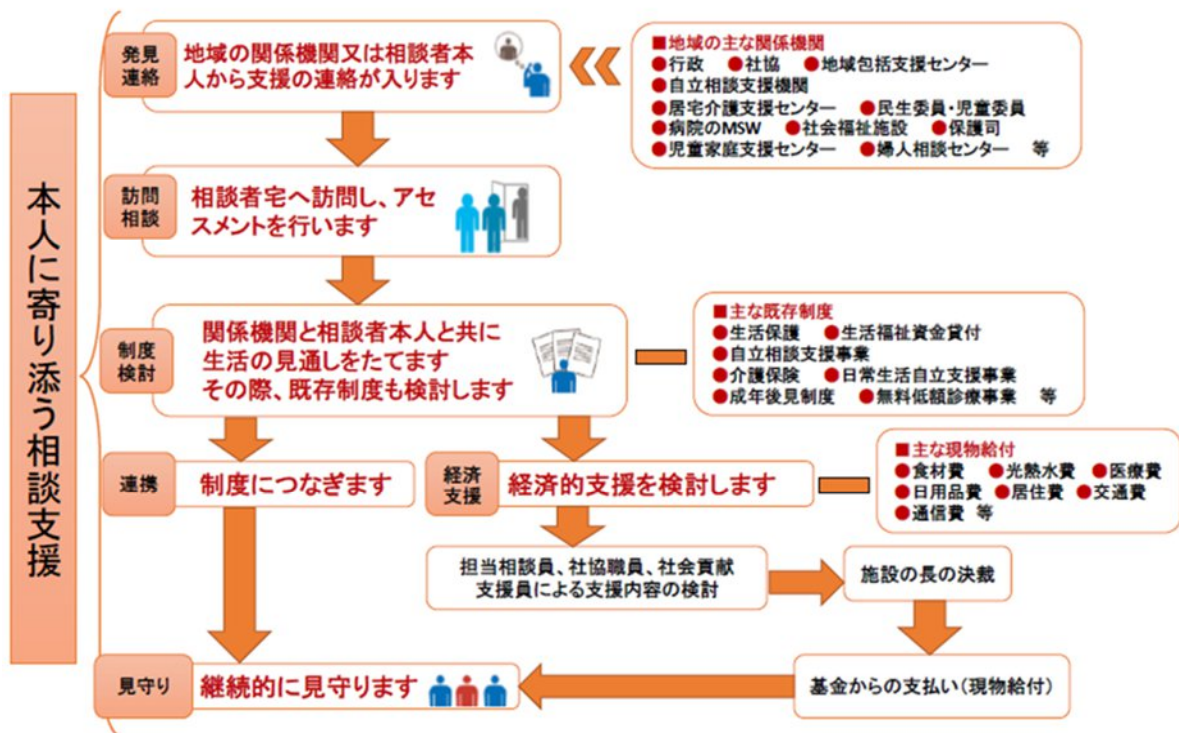 本人に寄り添う相談支援
発見
連絡
地域の関係機関又は相談者本
人から支援の連絡が入ります
■地域の主な関係機関
●行政 ●社協 ●地域包括支援センター
●自立相談支援機関
●居宅介護支援センター ●民生委員・児童委員
●病院のMSW ●社会福祉施設 ●保護司
●児童家庭支援センター ●婦人相談センター 等
訪問
相談
相談者宅へ訪問し、アセ
スメントを行います
制度
検討
関係機関と相談者本人と共に
生活の見通しをたてます
その際、既存制度も検討します
■主な既存制度
●生活保護 ●生活福祉資金貸付
●自立相談支援事業
●介護保険 ●日常生活自立支援事業
●成年後見制度 ●無料低額診療事業 等
連携
制度につなぎます
経済
支援
経済的支援を検討します
■主な現物給付
●食材費 ●光熱水費 ●医療費
●日用品費 ●居住費 ●交通費
●通信費 等
担当相談員、社協職員、社会貢献
支援員による支援内容の検討
施設の長の決裁
見守り
継続的に見守ります
基金からの支払い(現物給付)